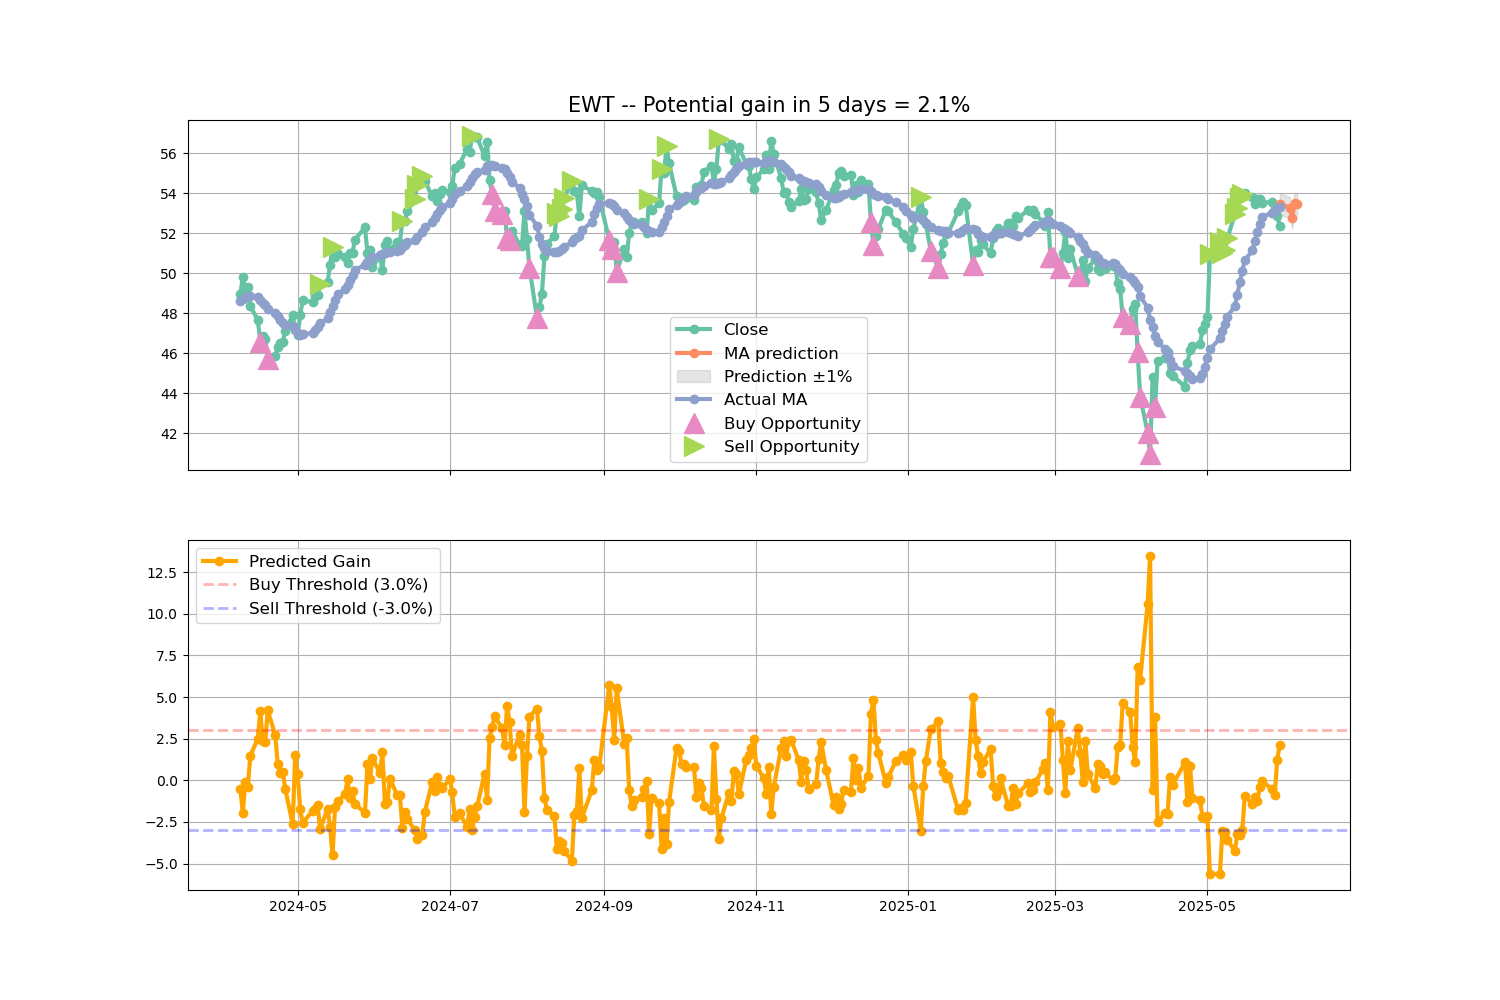 EWT -- Potential gain in 5 days = 2.1%
56
54
52
50
48
46
44
42
Close
MA prediction
Prediction ±1%
Actual MA
Buy Opportunity
Sell Opportunity
Predicted Gain
Buy Threshold (3.0%)
Sell Threshold (-3.0%)
12.5
10.0
7.5
5.0
2.5
0.0
−2.5
−5.0
2024-05 2024-07 2024-09 2024-11 2025-01 2025-03 2025-05